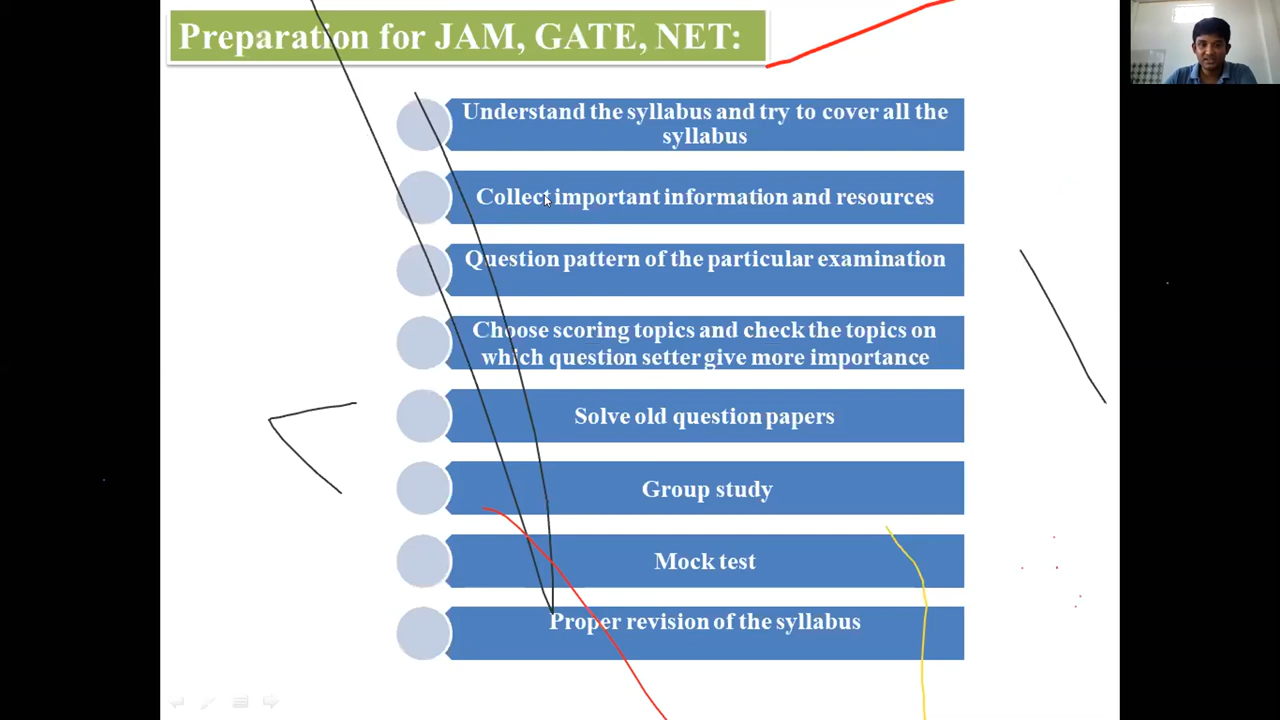 Preparation for JAM, GATE, NET:
Understand the syllabus and try to cover all the
syllabus
Collect important information and resources
Question pattern of the particular examination
Choose scoring topics and check the topics on
which question setter give more importance
Solve old question papers
Group study
Mock test
Proper revision of the syllabus